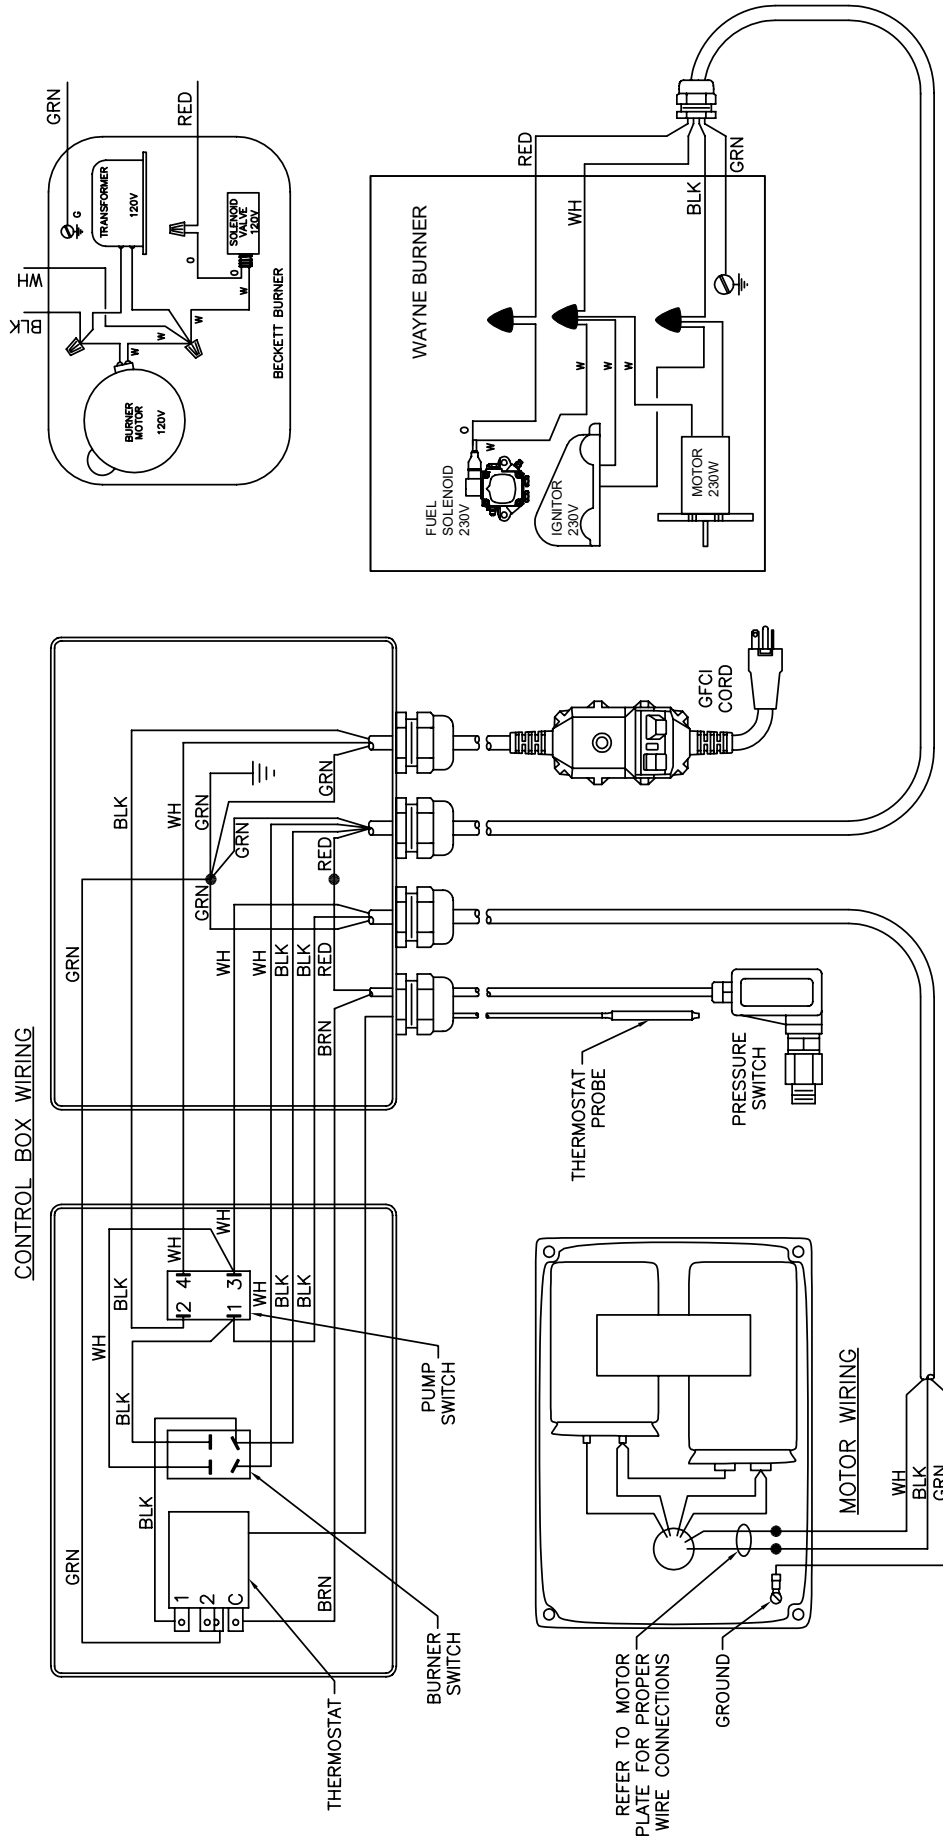 CONTROL BOX WIRING
GRN
GRN
BLK
WH
BLK
BLK
BLK
WH
WH
GRN
GRN
GRN
GRN
WH
WH
WH
BLK
BLK
BLK
BLK
RED
RED
BRN
BRN
GRN
1
2
C
2
4
1
3
THERMOSTAT
BURNER
SWITCH
PUMP
SWITCH
THERMOSTAT
PROBE
PRESSURE
SWITCH
GFCI
CORD
BLK
WH
GRN
RED
G
TRANSFORMER
120V
SOLENOID
VALVE
120V
BURNER
MOTOR
120V
O
O
W
W
W
W
BECKETT BURNER
WAYNE BURNER
RED
WH
BLK
GRN
FUEL
SOLENOID
230V
IGNITOR
230V
MOTOR
230W
O
W
W
W
W
MOTOR WIRING
WH
BLK
GRN
REFER TO MOTOR
PLATE FOR PROPER
WIRE CONNECTIONS
GROUND